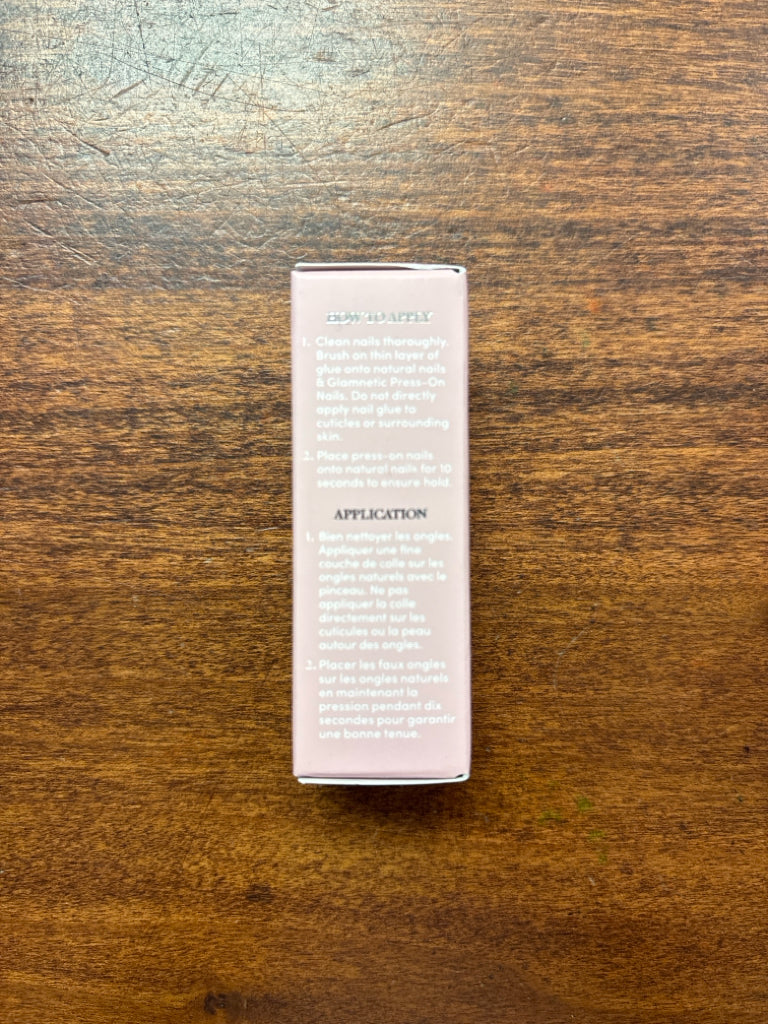 HOW TO APPLY
1. Clean nails thoroughly.
Brush on thin layer of
glue onto natural nails
& Glamnetic Press-On
Nails. Do not directly
apply nail glue to
cuticles or surrounding
skin.
2. Place press-on nails
onto natural nails for 10
seconds to ensure hold.
APPLICATION
1. Bien nettoyer les ongles.
Appliquer une fine
couche de colle sur les
ongles naturels avec le
pinceau. Ne pas
appliquer la colle
directement sur les
cuticules ou la peau
autour des ongles.
2. Placer les faux ongles
sur les ongles naturels
en maintenant la
pression pendant dix
secondes pour garantir
une bonne tenue.